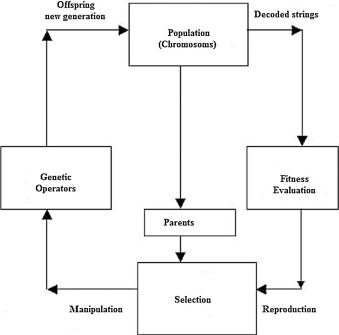 Offspring
new generation
Population
(Chromosoms)
Decoded strings
Genetic
Operators
Fitness
Evaluation
Parents
Selection
Manipulation
Reproduction